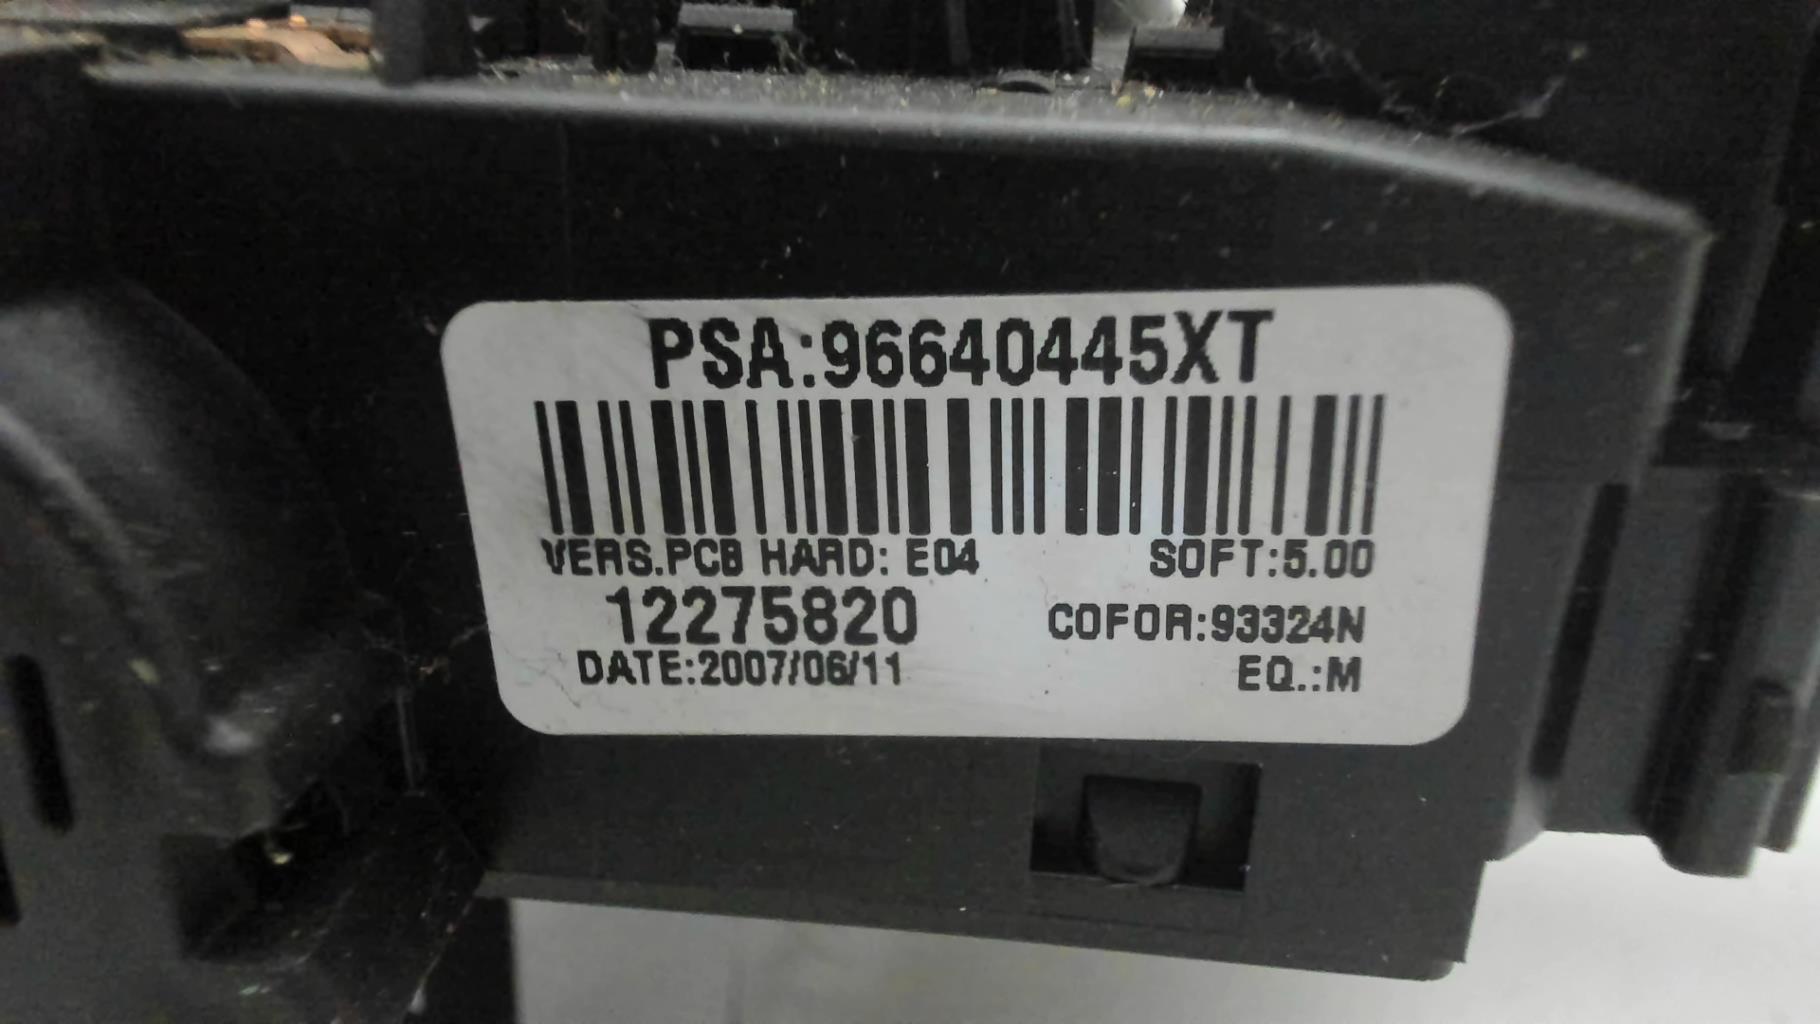 PSA:96640445XT
VERS.PCB HARD: E04 SOFT:5.00
12275820 COFOR:93324N
DATE:2007/06/11 EQ.:M